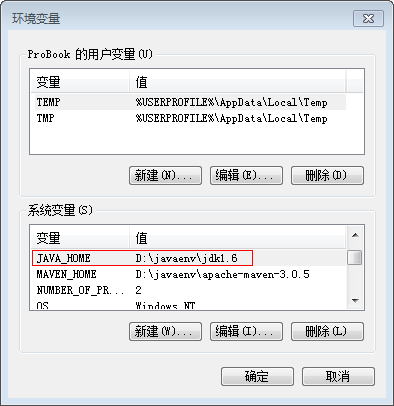 环境变量
ProBook 的用户变量(U)
变量 值
TEMP %USERPROFILE%\AppData\Local\Temp
TMP %USERPROFILE%\AppData\Local\Temp
新建(N)... 编辑(E)... 删除(D)
系统变量(S)
变量 值
JAVA_HOME D:\javaenv\jdk1.6
MAVEN_HOME D:\javaenv\apache-maven-3.0.5
NUMBER_OF_PR... 2
OS Windows_NT
新建(W)... 编辑(I)... 删除(L)
确定 取消